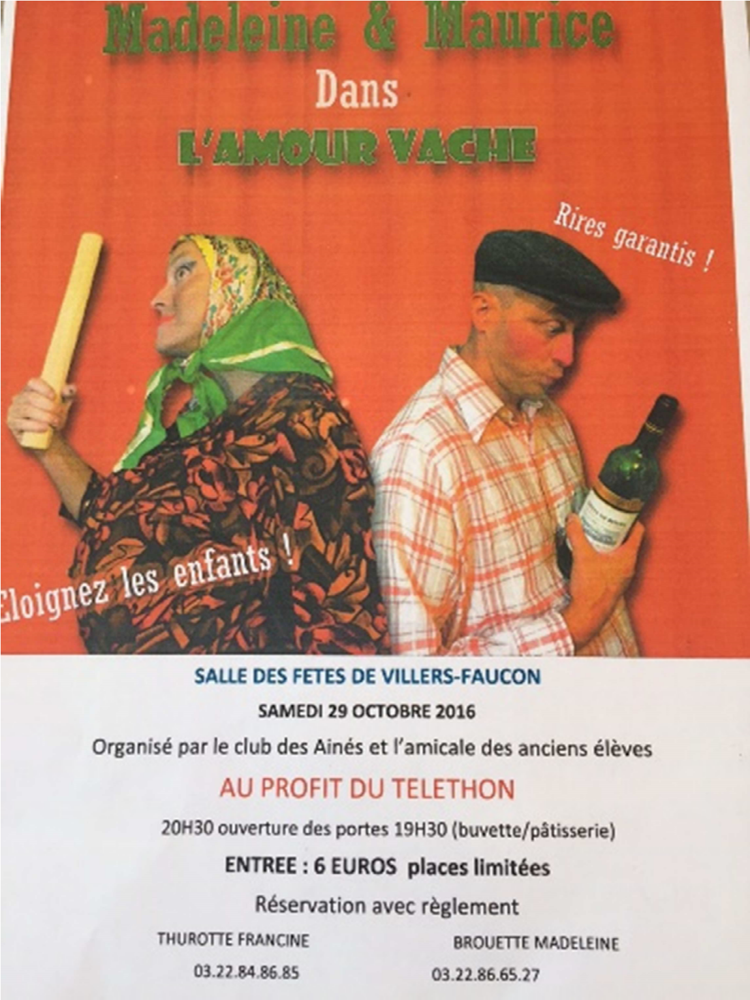 Madeleine & Maurice
Dans
L'AMOUR VACHE
Rires garantis !
Eloignez les enfants !
SALLE DES FETES DE VILLERS-FAUCON
SAMEDI 29 OCTOBRE 2016
Organisé par le club des Ainés et l'amicale des anciens élèves
AU PROFIT DU TELETHON
20H30 ouverture des portes 19H30 (buvette/pâtisserie)
ENTREE : 6 EUROS places limitées
Réservation avec règlement
THUROTTE FRANCINE BROUETTE MADELEINE
03.22.84.86.85 03.22.86.65.27